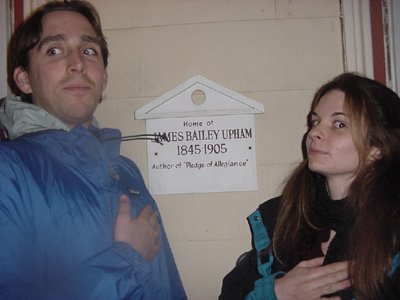 Home of
JAMES BAILEY UPHAM
1845-1905
Author of "Pledge of Allegiance"